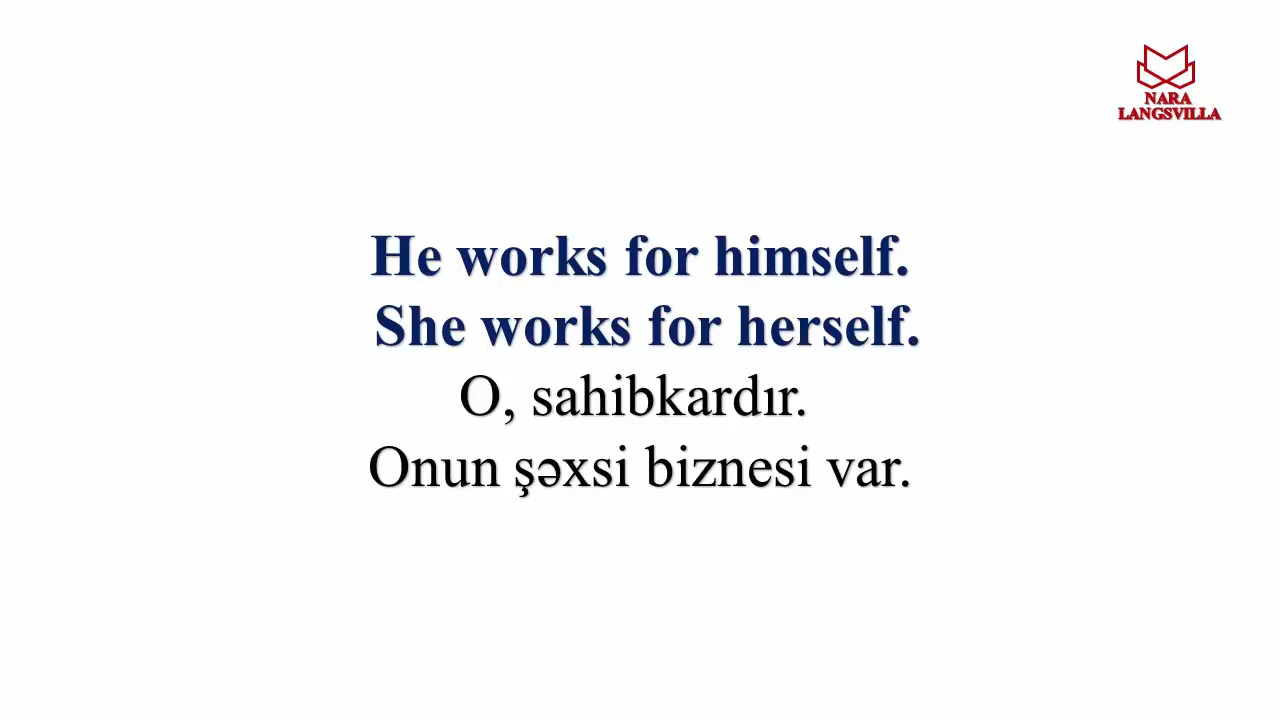 NARA
LANGSVILLA
He works for himself.
She works for herself.
O, sahibkardır.
Onun şəxsi biznesi var.